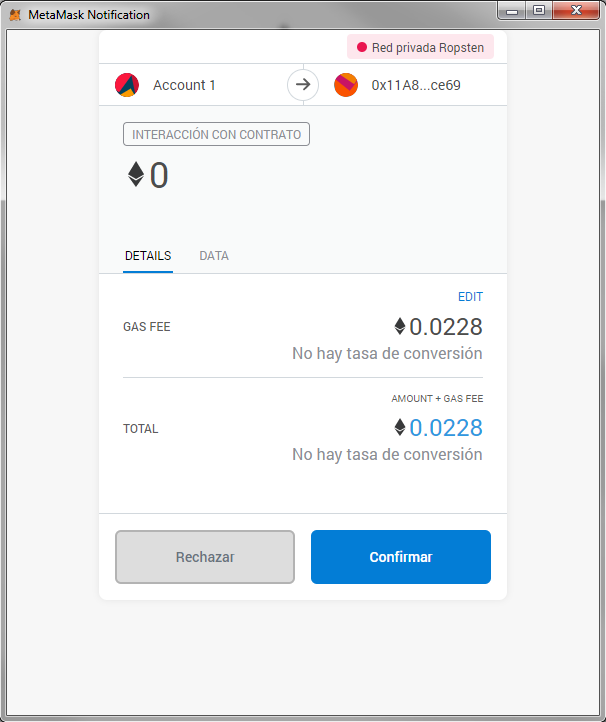 MetaMask Notification
Red privada Ropsten
Account 1
0x11A8...ce69
INTERACCIÓN CON CONTRATO
0
DETAILS
DATA
EDIT
GAS FEE
0.0228
No hay tasa de conversión
AMOUNT + GAS FEE
TOTAL
0.0228
No hay tasa de conversión
Rechazar
Confirmar